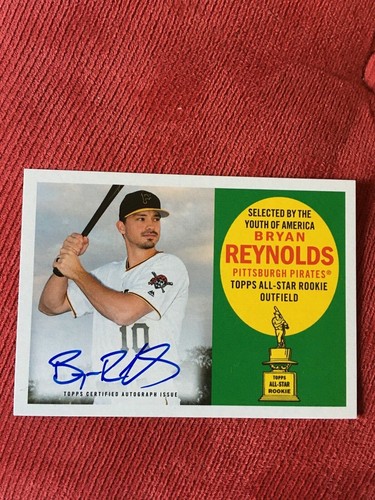 SELECTED BY THE
YOUTH OF AMERICA
BRYAN
REYNOLDS
PITTSBURGH PIRATES®
TOPPS ALL-STAR ROOKIE
OUTFIELD
P
10
TOPPS
ALL-STAR
ROOKIE
TOPPS CERTIFIED AUTOGRAPH ISSUE